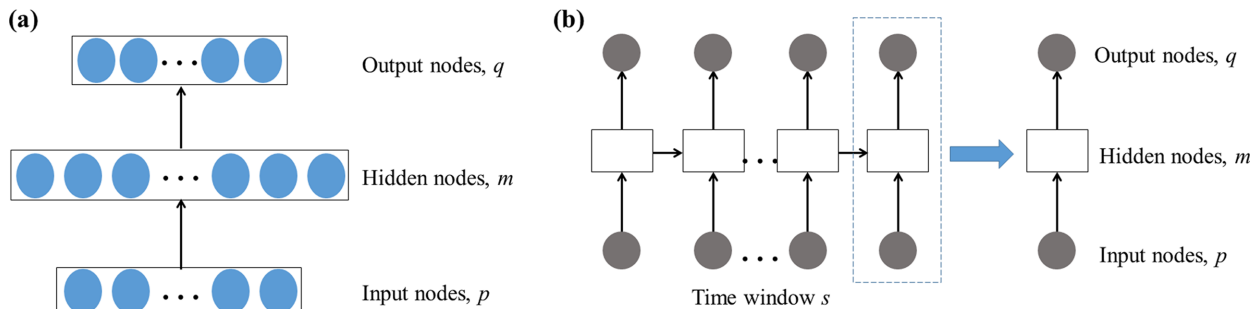 (a)
Output nodes, q
Hidden nodes, m
Input nodes, p
(b)
Output nodes, q
Hidden nodes, m
Input nodes, p
Time window s